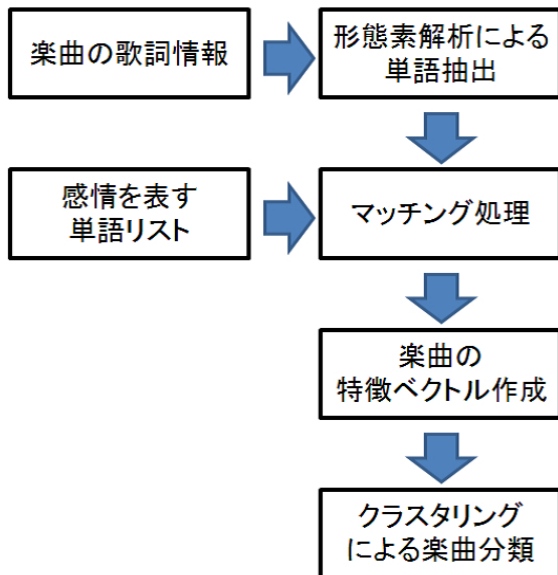 楽曲の歌詞情報
形態素解析による
単語抽出
感情を表す
単語リスト
マッチング処理
楽曲の
特徴ベクトル作成
クラスタリング
による楽曲分類